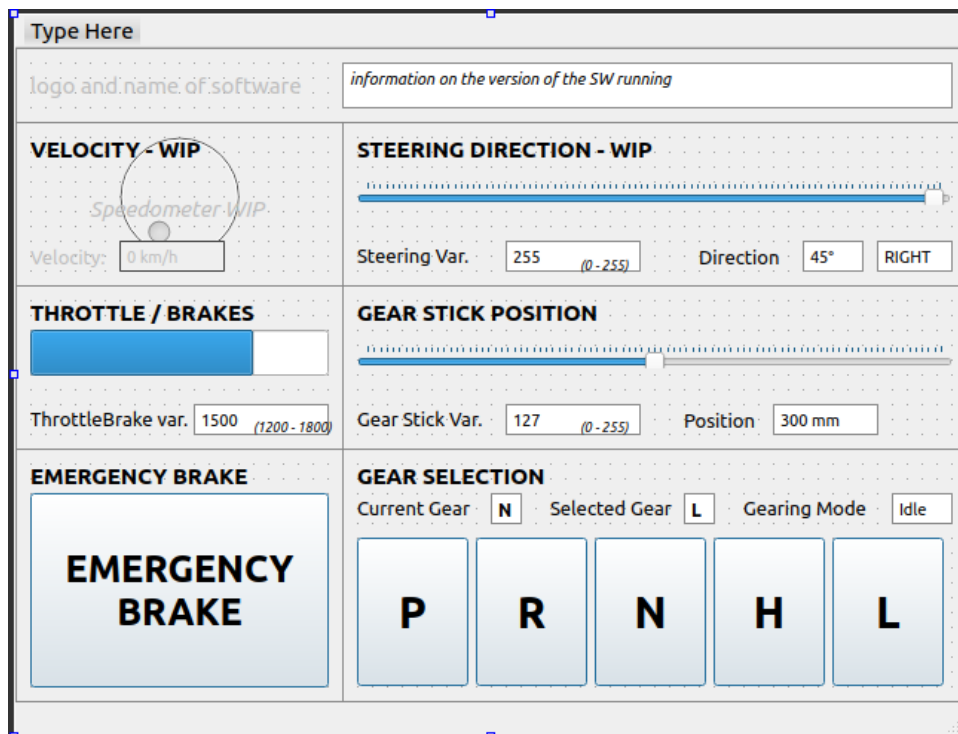 Type Here
logo and name of software
information on the version of the SW running
VELOCITY - WIP
Speedometer WIP
Velocity: 0 km/h
STEERING DIRECTION - WIP
Steering Var. 255 (0 - 255) Direction 45° RIGHT
THROTTLE / BRAKES
ThrottleBrake var. 1500 (1200 - 1800)
GEAR STICK POSITION
Gear Stick Var. 127 (0 - 255) Position 300 mm
EMERGENCY BRAKE
EMERGENCY
BRAKE
GEAR SELECTION
Current Gear N Selected Gear L Gearing Mode Idle
P R N H L